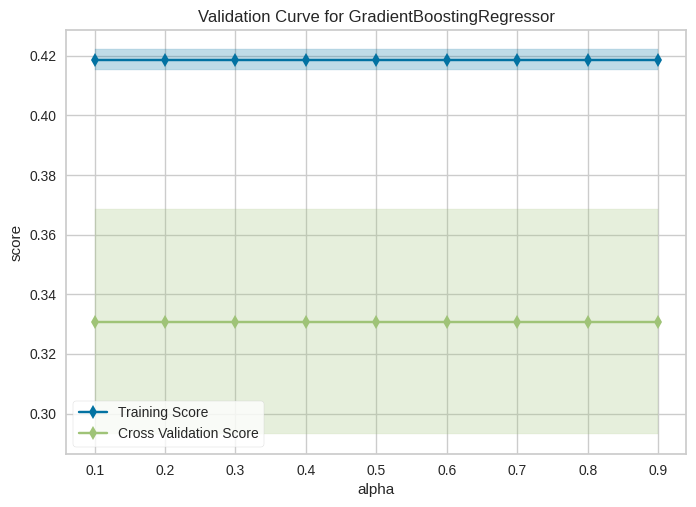 Validation Curve for GradientBoostingRegressor
score
0.42
0.40
0.38
0.36
0.34
0.32
0.30
Training Score
Cross Validation Score
0.1 0.2 0.3 0.4 0.5 0.6 0.7 0.8 0.9
alpha